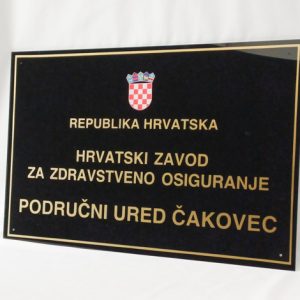 REPUBLIKA HRVATSKA
HRVATSKI ZAVOD
ZA ZDRAVSTVENO OSIGURANJE
PODRUČNI URED ČAKOVEC